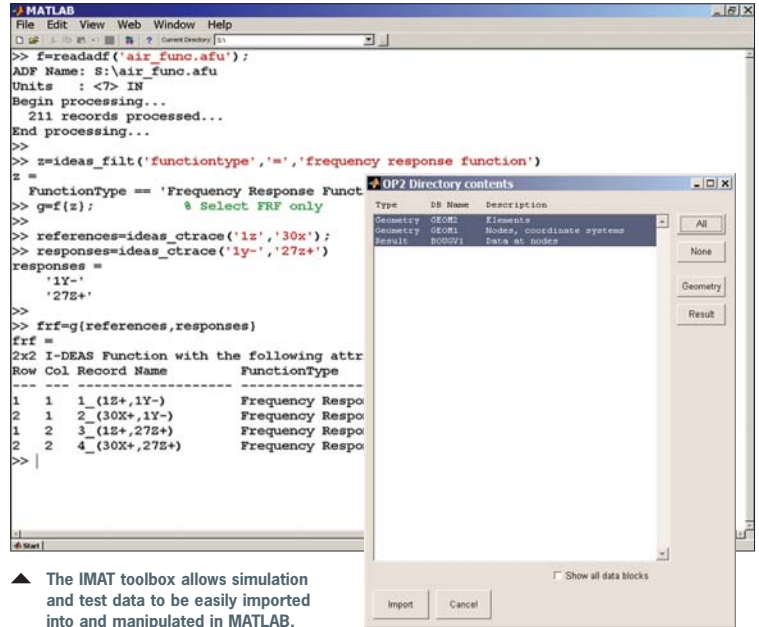 MATLAB
File Edit View Web Window Help
Current Directory S:\
>> f=readadf('air_func.afu');
ADF Name: S:\air_func.afu
Units : <7> IN
Begin processing...
211 records processed...
End processing...
>>
>> z=ideas_filt('functiontype','=','frequency response function')
z =
FunctionType == 'Frequency Response Funct
>> g=f{z}; % Select FRF only
>>
>> references=ideas_ctrace('1z','30x');
>> responses=ideas_ctrace('1y-','27z+')
responses =
'1Y-'
'27Z+'
>>
>> frf=g{references,responses}
frf =
2x2 I-DEAS Function with the following attr
Row Col Record Name FunctionType
--- --- ------------------- ----------------
1 1 1_(1Z+,1Y-) Frequency Respo
2 1 2_(30X+,1Y-) Frequency Respo
1 2 3_(1Z+,27Z+) Frequency Respo
2 2 4_(30X+,27Z+) Frequency Respo
>>
Start
OP2 Directory contents
Type DB Name Description
Geometry GEOM2 Elements
Geometry GEOM1 Nodes, coordinate systems
Result BOUGV1 Data at nodes
All
None
Geometry
Result
Show all data blocks
Import Cancel
The IMAT toolbox allows simulation
and test data to be easily imported
into and manipulated in MATLAB.